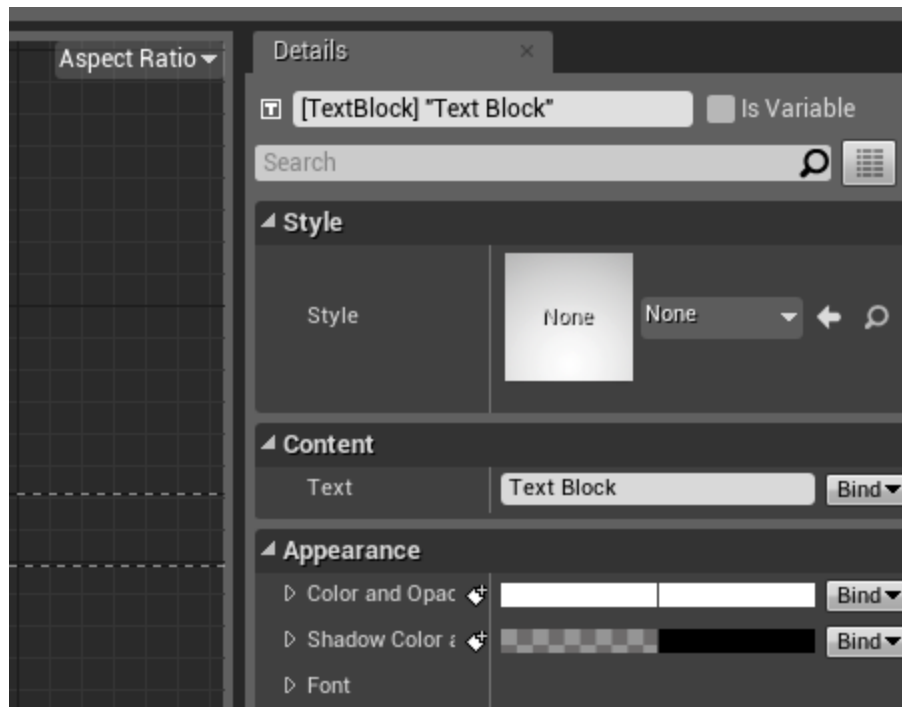 Aspect Ratio
Details
[TextBlock] "Text Block"
Is Variable
Search
Style
Style
None
None
Content
Text
Text Block
Bind
Appearance
Color and Opac
Bind
Shadow Color a
Bind
Font